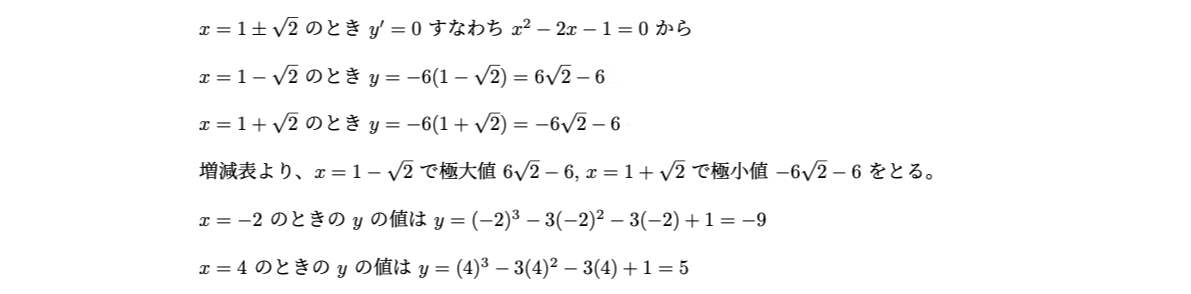 x = 1 ± √2 のとき y′ = 0 すなわち x² − 2x − 1 = 0 から
x = 1 − √2 のとき y = −6(1 − √2) = 6√2 − 6
x = 1 + √2 のとき y = −6(1 + √2) = −6√2 − 6
増減表より、x = 1 − √2 で極大値 6√2 − 6, x = 1 + √2 で極小値 −6√2 − 6 をとる。
x = −2 のときの y の値は y = (−2)³ − 3(−2)² − 3(−2) + 1 = −9
x = 4 のときの y の値は y = (4)³ − 3(4)² − 3(4) + 1 = 5